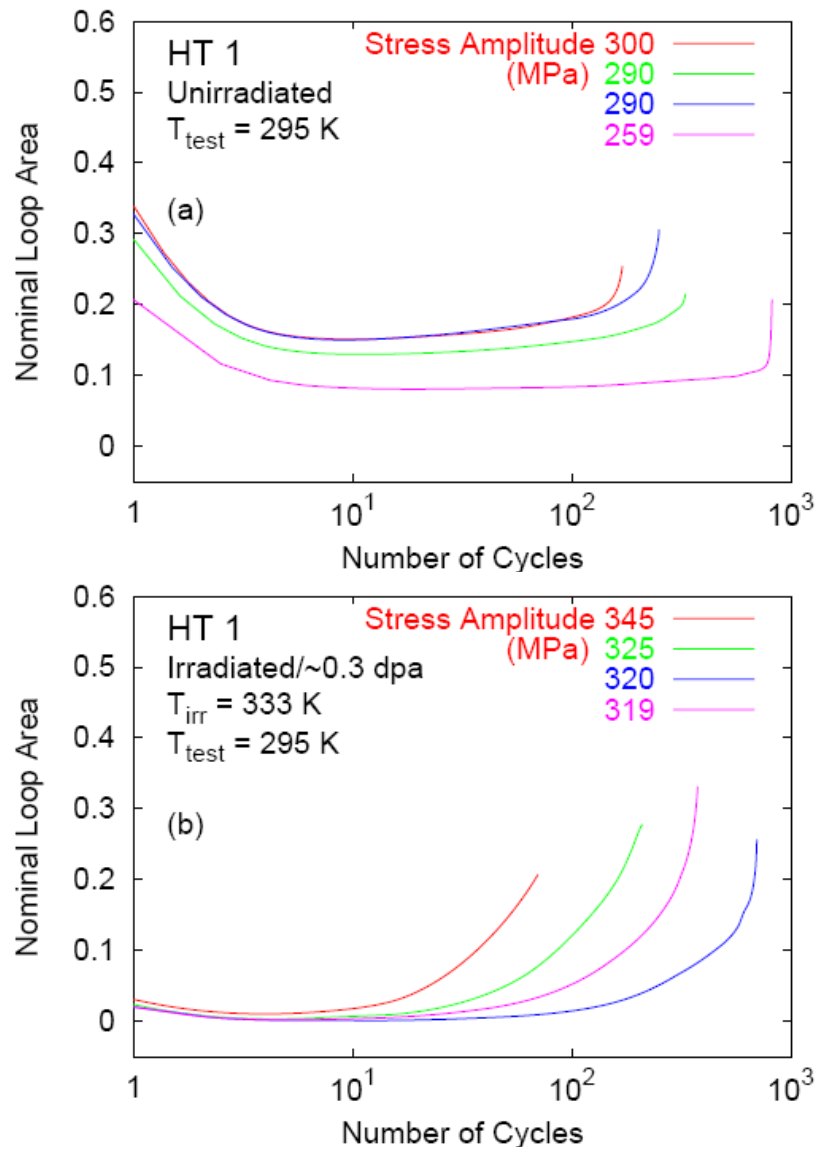 0.6
0.5
0.4
0.3
0.2
0.1
0
Nominal Loop Area
HT 1
Unirradiated
T_test = 295 K
(a)
Stress Amplitude 300
(MPa) 290
290
259
1
10^1
10^2
10^3
Number of Cycles
0.6
0.5
0.4
0.3
0.2
0.1
0
Nominal Loop Area
HT 1
Irradiated/~0.3 dpa
T_irr = 333 K
T_test = 295 K
(b)
Stress Amplitude 345
(MPa) 325
320
319
1
10^1
10^2
10^3
Number of Cycles